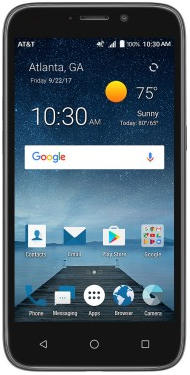 AT&T 100% 10:30 AM
Atlanta, GA
Friday, 9/22/17
75°
10:30 AM
Sunny
Today: 80°/65°
Google
Contacts Email Play Store Google
Phone Messaging Apps Browser Camera